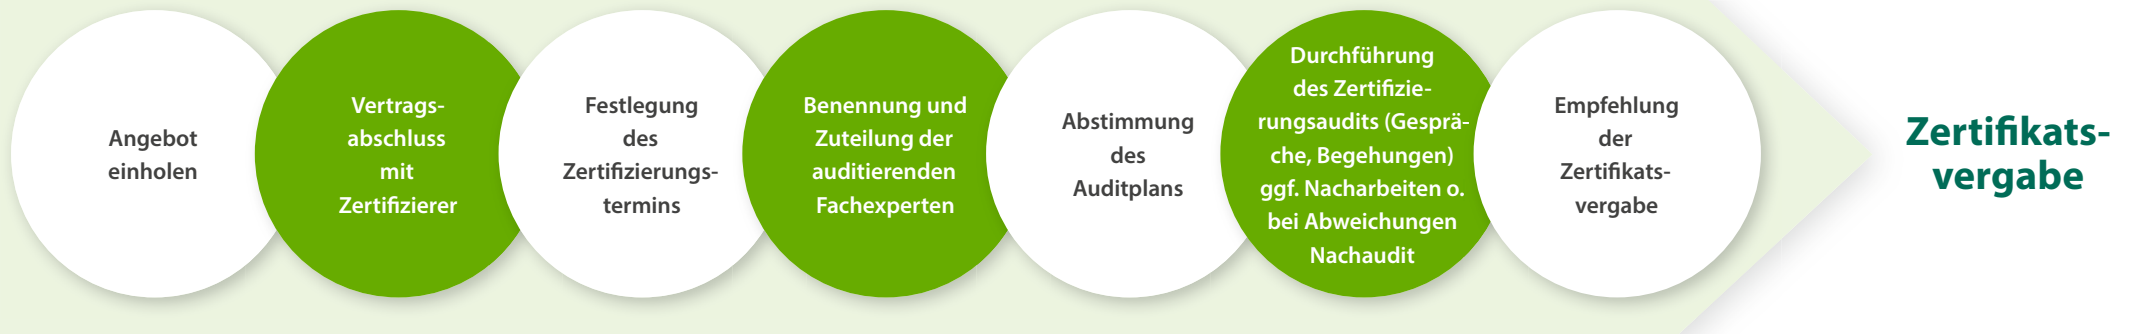 Angebot
einholen
Vertrags-
abschluss
mit
Zertifizierer
Festlegung
des
Zertifizierungs-
termins
Benennung und
Zuteilung der
auditierenden
Fachexperten
Abstimmung
des
Auditplans
Durchführung
des Zertifizie-
rungsaudits (Gesprä-
che, Begehungen)
ggf. Nacharbeiten o.
bei Abweichungen
Nachaudit
Empfehlung
der
Zertifikats-
vergabe
Zertifikats-
vergabe